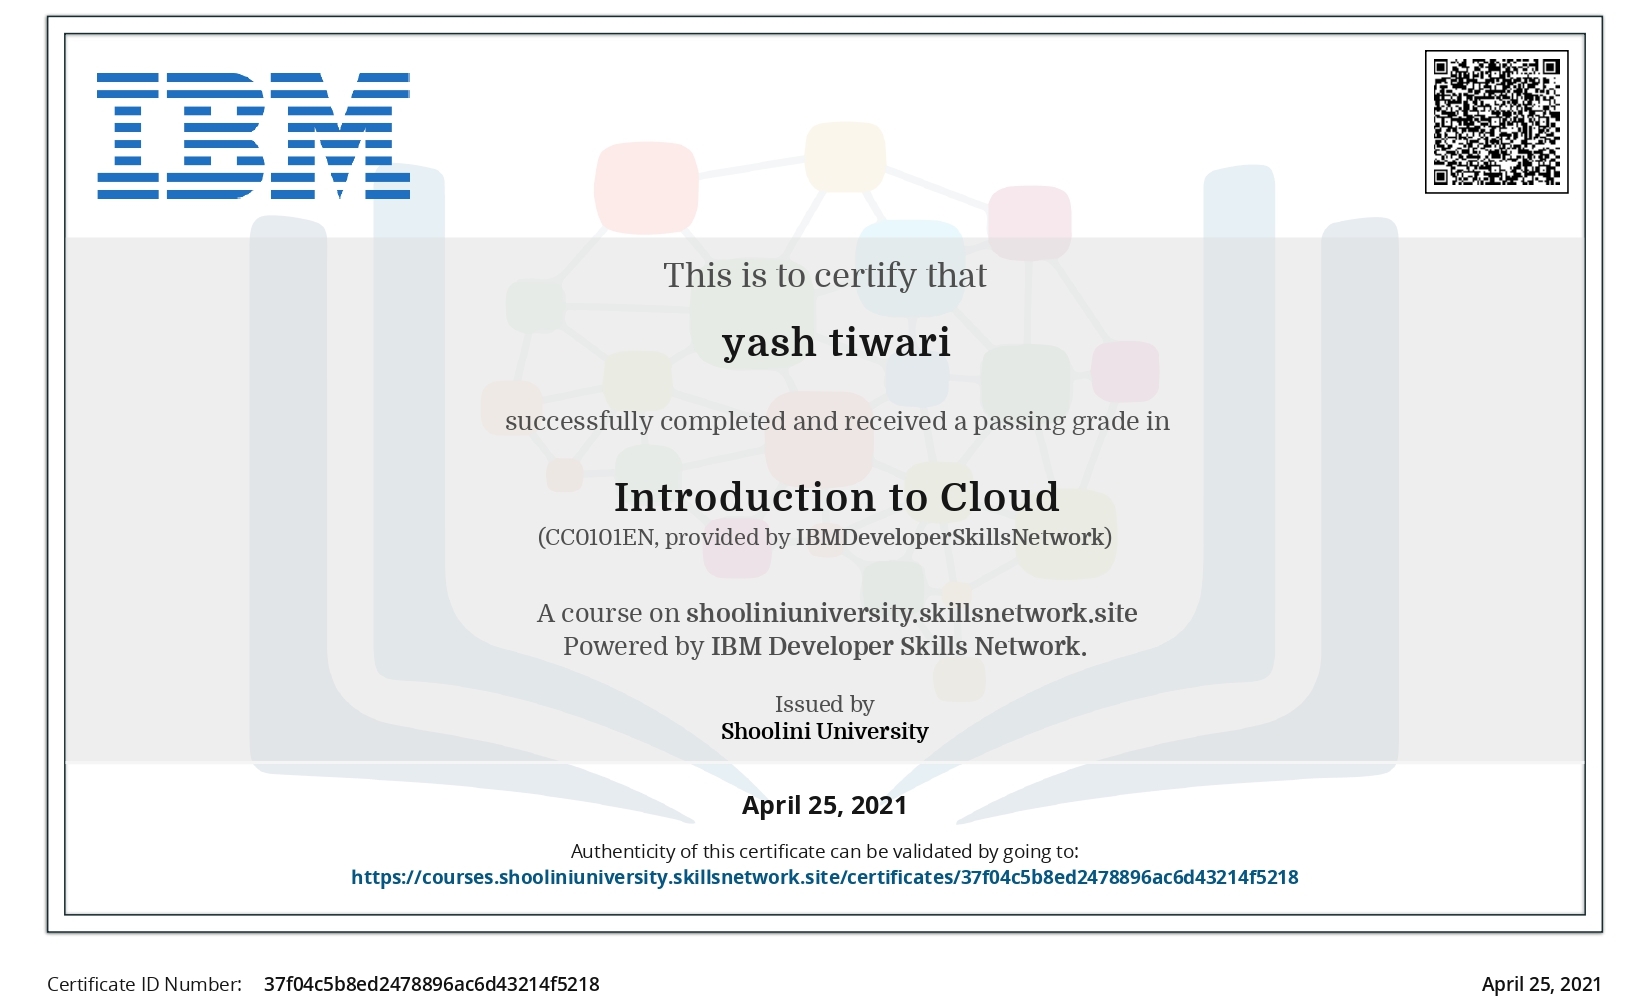 IBM
This is to certify that
yash tiwari
successfully completed and received a passing grade in
Introduction to Cloud
(CC0101EN, provided by IBMDeveloperSkillsNetwork)
A course on shooliniuniversity.skillsnetwork.site
Powered by IBM Developer Skills Network.
Issued by
Shoolini University
April 25, 2021
Authenticity of this certificate can be validated by going to:
https://courses.shooliniuniversity.skillsnetwork.site/certificates/37f04c5b8ed2478896ac6d43214f5218
Certificate ID Number: 37f04c5b8ed2478896ac6d43214f5218 April 25, 2021